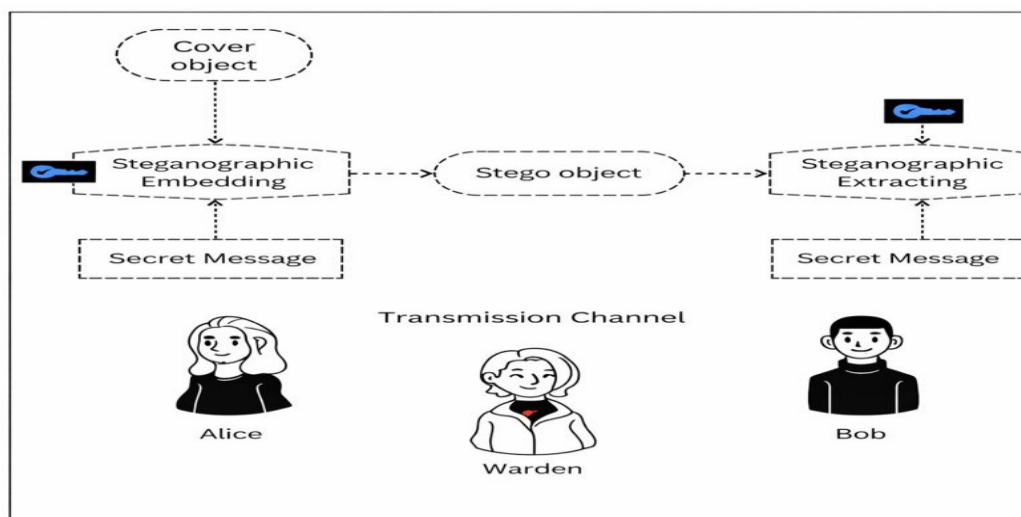 Cover
object
Steganographic
Embedding
Stego object
Steganographic
Extracting
Secret Message
Secret Message
Transmission Channel
Alice
Warden
Bob